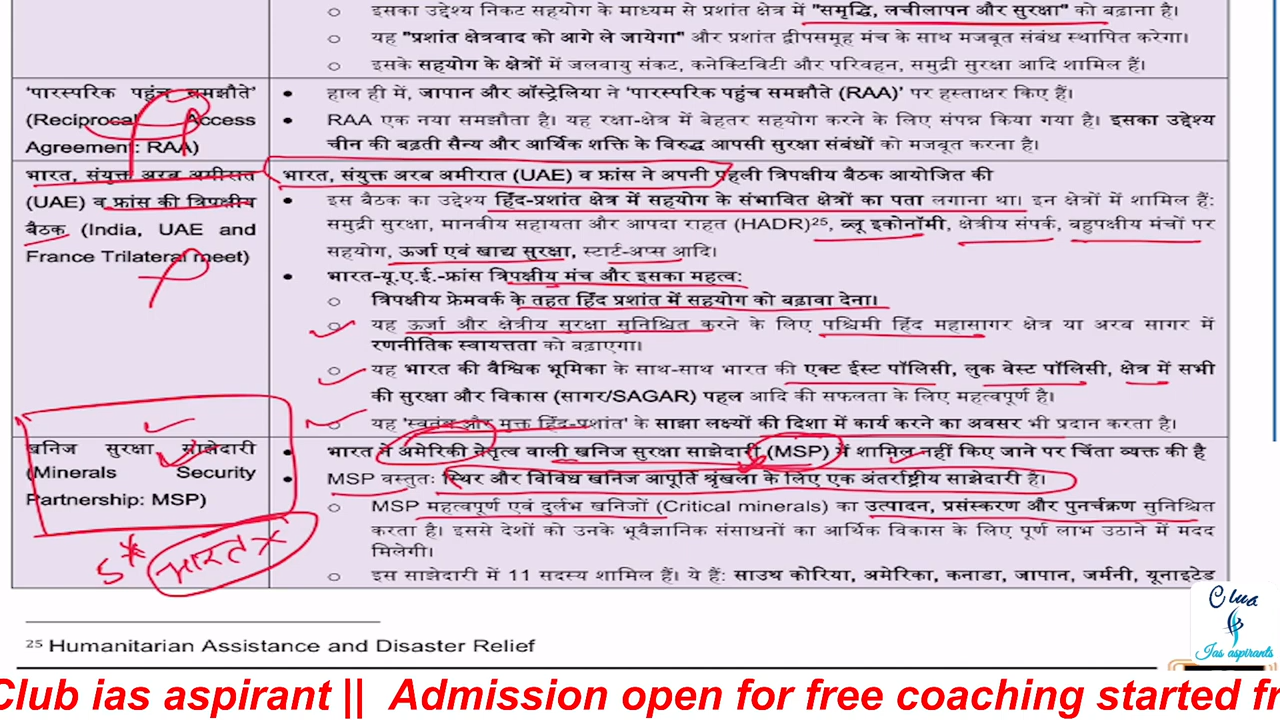 इसका उद्देश्य निकट सहयोग के माध्यम से प्रशांत क्षेत्र में "समृद्धि, लचीलापन और सुरक्षा" को बढ़ाना है।
यह "प्रशांत क्षेत्रवाद को आगे ले जायेगा" और प्रशांत द्वीपसमूह मंच के साथ मजबूत संबंध स्थापित करेगा।
इसके सहयोग के क्षेत्रों में जलवायु संकट, कनेक्टिविटी और परिवहन, समुद्री सुरक्षा आदि शामिल हैं।
'पारस्परिक पहुंच समझौते'
(Reciprocal Access
Agreement: RAA)
हाल ही में, जापान और ऑस्ट्रेलिया ने 'पारस्परिक पहुंच समझौते (RAA)' पर हस्ताक्षर किए हैं।
RAA एक नया समझौता है। यह रक्षा-क्षेत्र में बेहतर सहयोग करने के लिए संपन्न किया गया है। इसका उद्देश्य
चीन की बढ़ती सैन्य और आर्थिक शक्ति के विरुद्ध आपसी सुरक्षा संबंधों को मजबूत करना है।
भारत, संयुक्त अरब अमीरात
(UAE) व फ्रांस की त्रिपक्षीय
बैठक (India, UAE and
France Trilateral meet)
भारत, संयुक्त अरब अमीरात (UAE) व फ्रांस ने अपनी पहली त्रिपक्षीय बैठक आयोजित की
इस बैठक का उद्देश्य हिंद-प्रशांत क्षेत्र में सहयोग के संभावित क्षेत्रों का पता लगाना था। इन क्षेत्रों में शामिल हैं:
समुद्री सुरक्षा, मानवीय सहायता और आपदा राहत (HADR)²⁵, ब्लू इकोनॉमी, क्षेत्रीय संपर्क, बहुपक्षीय मंचों पर
सहयोग, ऊर्जा एवं खाद्य सुरक्षा, स्टार्ट-अप्स आदि।
भारत-यू.ए.ई.-फ्रांस त्रिपक्षीय मंच और इसका महत्व:
त्रिपक्षीय फ्रेमवर्क के तहत हिंद प्रशांत में सहयोग को बढ़ावा देना।
यह ऊर्जा और क्षेत्रीय सुरक्षा सुनिश्चित करने के लिए पश्चिमी हिंद महासागर क्षेत्र या अरब सागर में
रणनीतिक स्वायत्तता को बढ़ाएगा।
यह भारत की वैश्विक भूमिका के साथ-साथ भारत की एक्ट ईस्ट पॉलिसी, लुक वेस्ट पॉलिसी, क्षेत्र में सभी
की सुरक्षा और विकास (सागर/SAGAR) पहल आदि की सफलता के लिए महत्वपूर्ण है।
यह 'स्वतंत्र और मुक्त हिंद-प्रशांत' के साझा लक्ष्यों की दिशा में कार्य करने का अवसर भी प्रदान करता है।
खनिज सुरक्षा साझेदारी
(Minerals Security
Partnership: MSP)
5* भारत x
भारत ने अमेरिकी नेतृत्व वाली खनिज सुरक्षा साझेदारी (MSP) में शामिल नहीं किए जाने पर चिंता व्यक्त की है
MSP वस्तुतः स्थिर और विविध खनिज आपूर्ति श्रृंखला के लिए एक अंतर्राष्ट्रीय साझेदारी है।
MSP महत्वपूर्ण एवं दुर्लभ खनिजों (Critical minerals) का उत्पादन, प्रसंस्करण और पुनर्चक्रण सुनिश्चित
करता है। इससे देशों को उनके भूवैज्ञानिक संसाधनों का आर्थिक विकास के लिए पूर्ण लाभ उठाने में मदद
मिलेगी।
इस साझेदारी में 11 सदस्य शामिल हैं। ये हैं: साउथ कोरिया, अमेरिका, कनाडा, जापान, जर्मनी, यूनाइटेड
²⁵ Humanitarian Assistance and Disaster Relief
Club
Ias aspirants
Club ias aspirant || Admission open for free coaching started fr